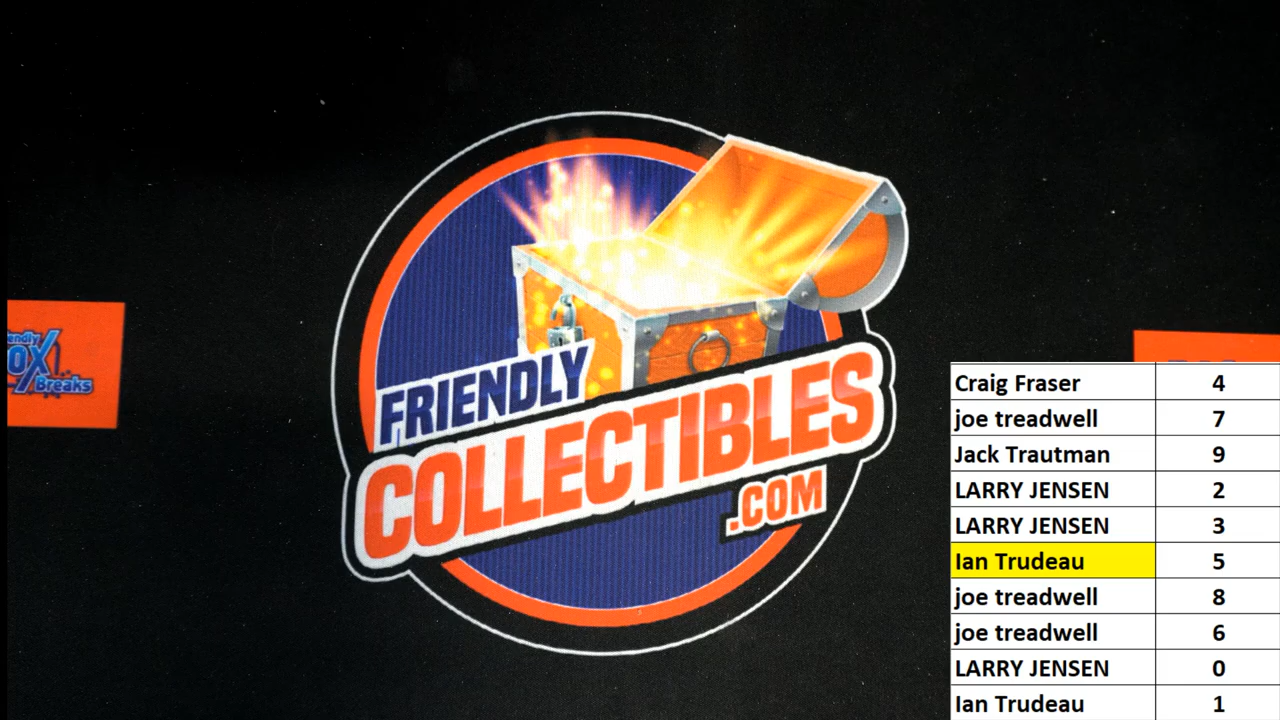 Breaks
FRIENDLY
COLLECTIBLES
.COM
Craig Fraser 4
joe treadwell 7
Jack Trautman 9
LARRY JENSEN 2
LARRY JENSEN 3
Ian Trudeau 5
joe treadwell 8
joe treadwell 6
LARRY JENSEN 0
Ian Trudeau 1